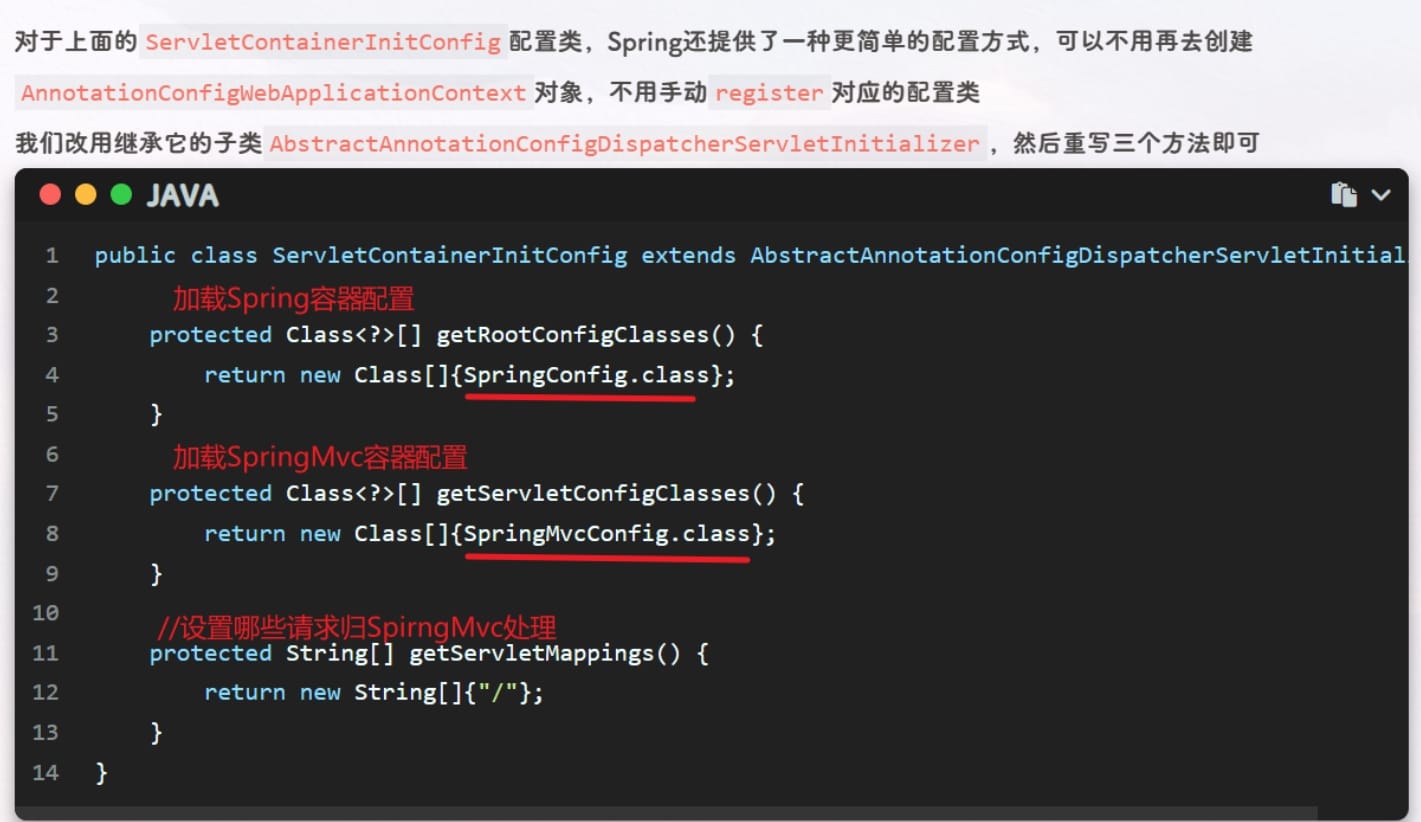 对于上面的 ServletContainerInitConfig 配置类，Spring还提供了一种更简单的配置方式，可以不用再去创建
AnnotationConfigWebApplicationContext 对象，不用手动 register 对应的配置类
我们改用继承它的子类 AbstractAnnotationConfigDispatcherServletInitializer ，然后重写三个方法即可
JAVA
1 public class ServletContainerInitConfig extends AbstractAnnotationConfigDispatcherServletInitial
2 加载Spring容器配置
3 protected Class<?>[] getRootConfigClasses() {
4 return new Class[]{SpringConfig.class};
5 }
6 加载SpringMvc容器配置
7 protected Class<?>[] getServletConfigClasses() {
8 return new Class[]{SpringMvcConfig.class};
9 }
10 //设置哪些请求归SpirngMvc处理
11 protected String[] getServletMappings() {
12 return new String[]{"/"};
13 }
14 }